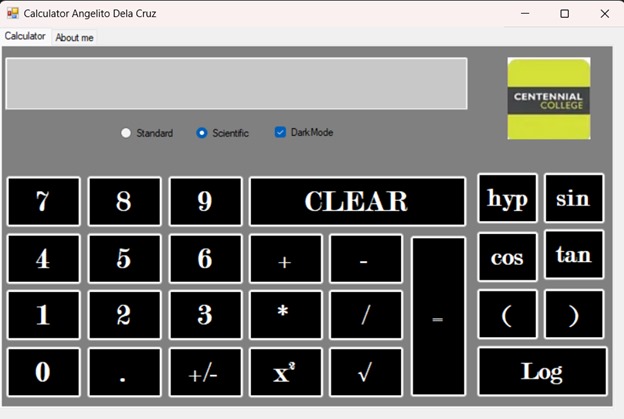 Calculator Angelito Dela Cruz
Calculator About me
CENTENNIAL
COLLEGE
Standard Scientific DarkMode
7 8 9 CLEAR hyp sin
4 5 6 + - cos tan
1 2 3 * / = ( )
0 . +/- x² √ Log